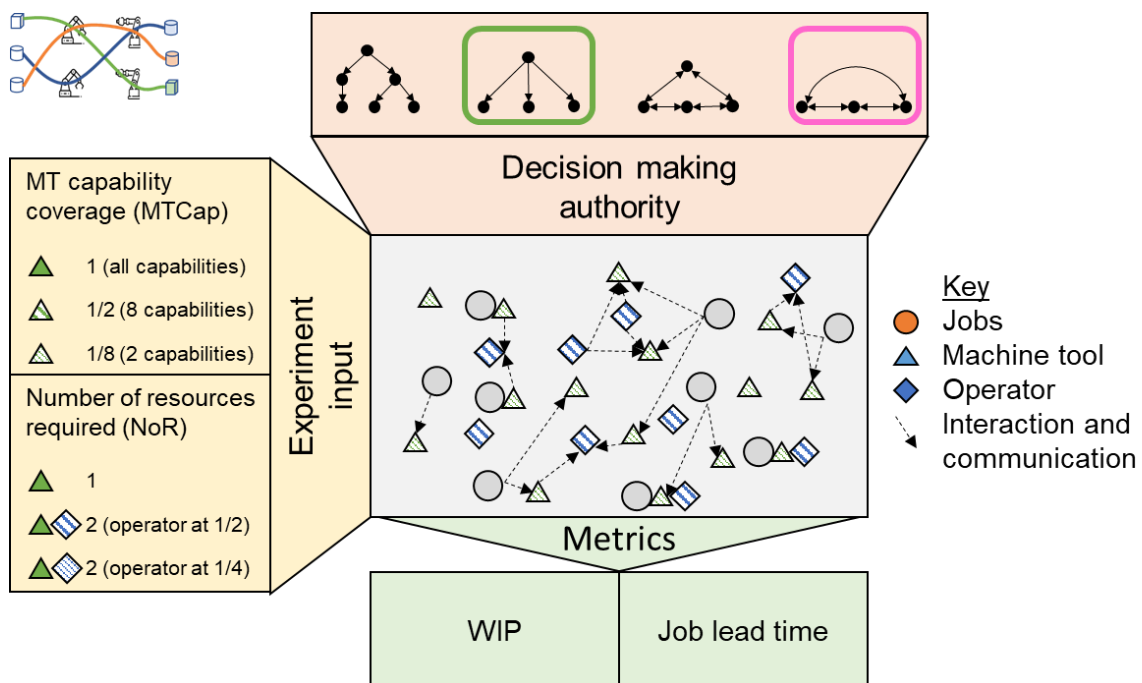 Decision making
authority
MT capability
coverage (MTCap)
1 (all capabilities)
1/2 (8 capabilities)
1/8 (2 capabilities)
Number of resources
required (NoR)
1
2 (operator at 1/2)
2 (operator at 1/4)
Experiment
input
Key
Jobs
Machine tool
Operator
Interaction and
communication
Metrics
WIP
Job lead time